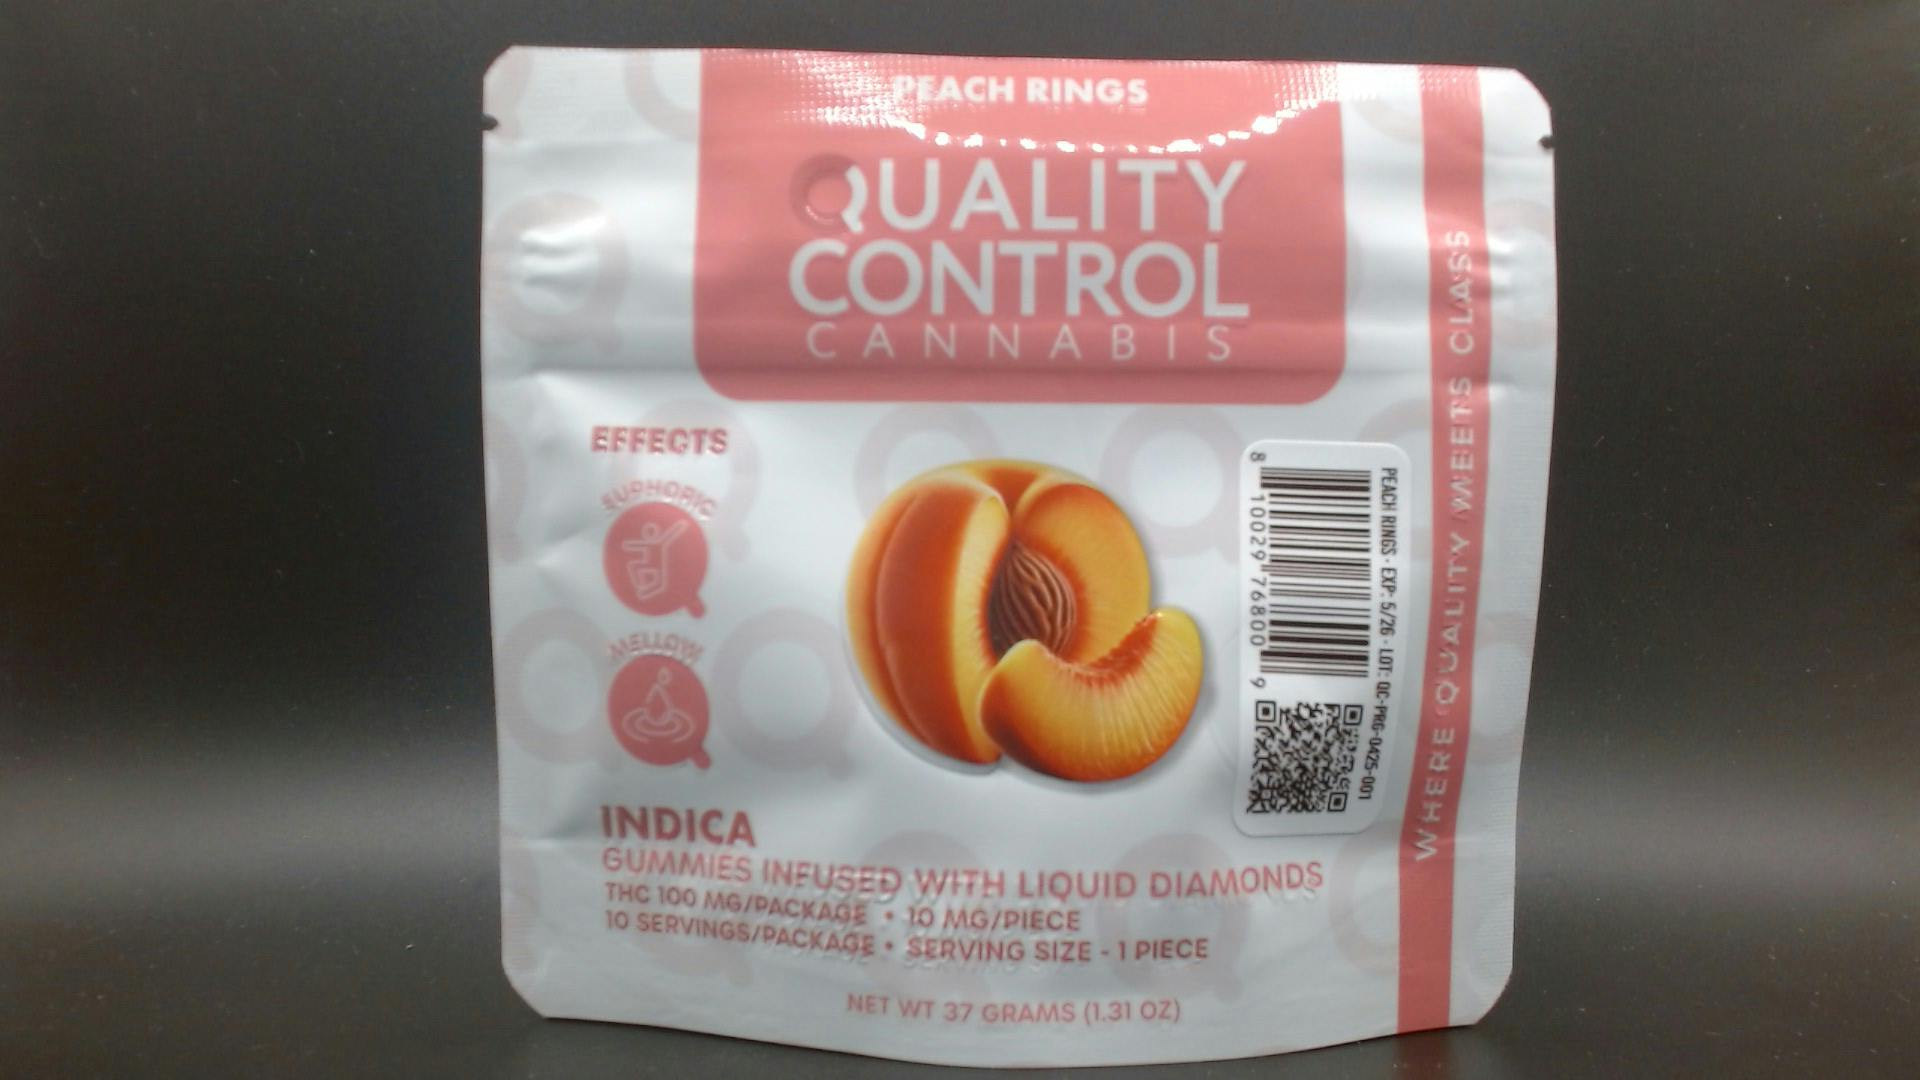 PEACH RINGS
QUALITY
CONTROL
CANNABIS
EFFECTS
EUPHORIC
MELLOW
INDICA
GUMMIES INFUSED WITH LIQUID DIAMONDS
THC 100 MG/PACKAGE • 10 MG/PIECE
10 SERVINGS/PACKAGE • SERVING SIZE - 1 PIECE
NET WT 37 GRAMS (1.31 OZ)
8 10029 76800 9
PEACH RINGS - EXP: 5/26 - LOT: QC-PRG-0425-001
WHERE QUALITY MEETS CLASS